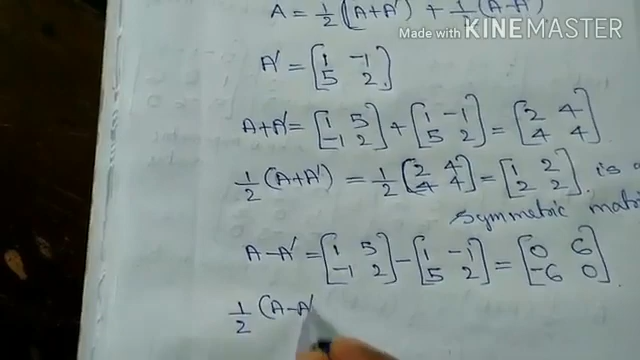 A = 1/2 (A+A') + 1/2 (A-A')
Made with KINEMASTER
A' = [1 -1; 5 2]
A+A' = [1 5; -1 2] + [1 -1; 5 2] = [2 4; 4 4]
1/2 (A+A') = 1/2 [2 4; 4 4] = [1 2; 2 2]. is a
Symmetric matri
A-A' = [1 5; -1 2] - [1 -1; 5 2] = [0 6; -6 0].
1/2 (A-A'